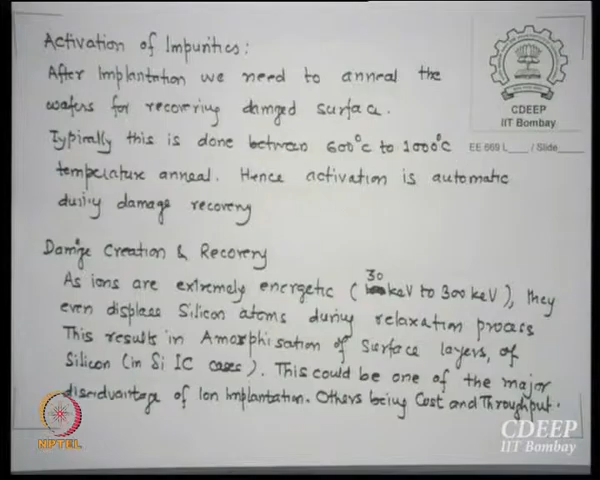 Activation of Impurities:
After Implantation we need to anneal the
wafers for recovering damged surface.
Typically this is done between 600°C to 1000°C
temperature anneal. Hence activation is automatic
during damage recovery
Damage Creation & Recovery
As ions are extremely energetic (30 keV to 300 keV), they
even displace Silicon atoms during relaxation process
This results in Amorphisation of Surface layers, of
Silicon (in Si IC cases). This could be one of the major
disadvantage of Ion Implantation. Others being Cost and Throughput.
CDEEP
IIT Bombay
EE 669 L____ / Slide____
NPTEL
CDEEP
IIT Bombay